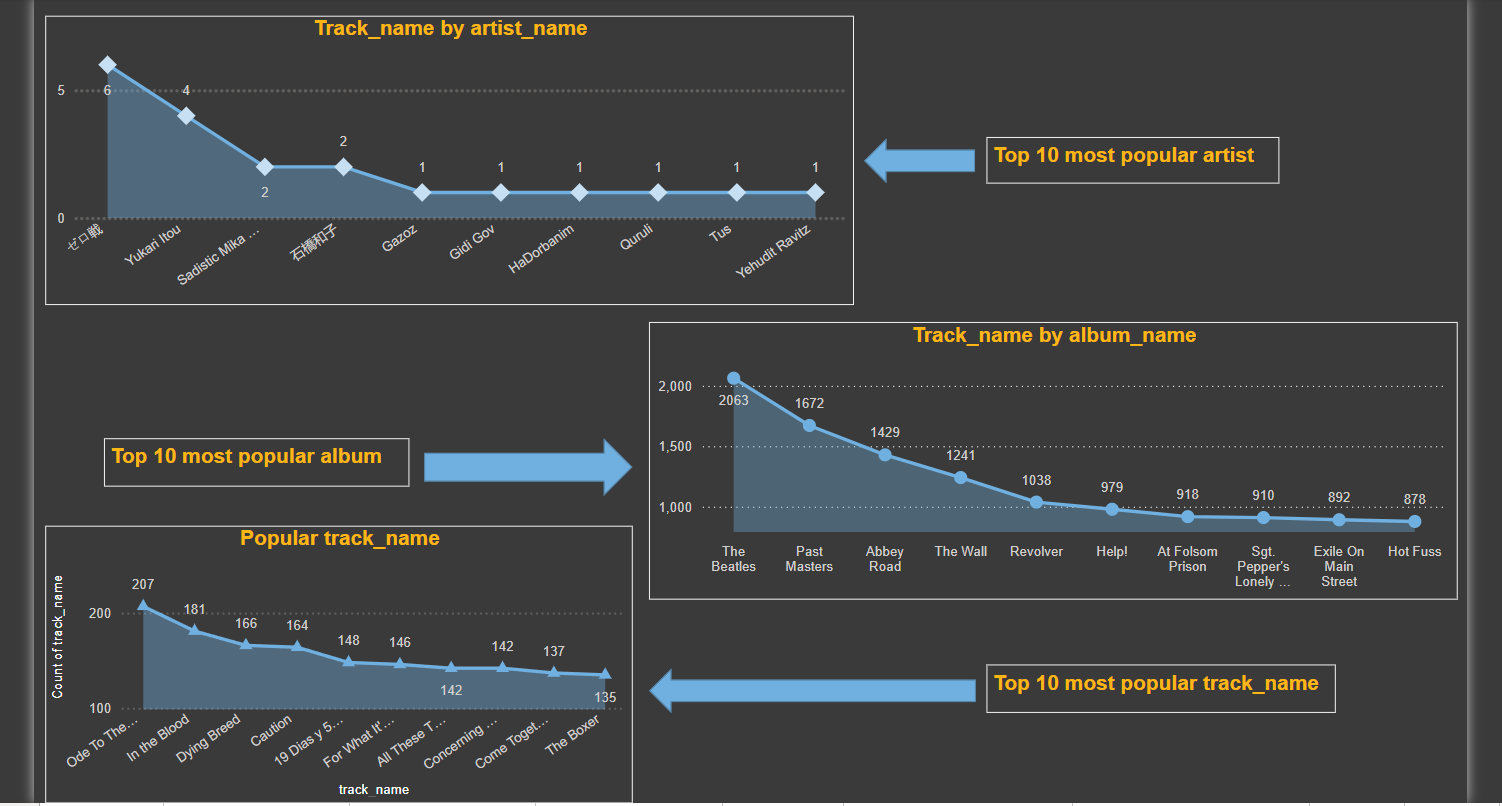 Track_name by artist_name
5
0
6
4
2
2
1
1
1
1
1
1
ゼロ戦
Yukari Itou
Sadistic Mika ...
石橋和子
Gazoz
Gidi Gov
HaDorbanim
Quruli
Tus
Yehudit Ravitz
Top 10 most popular artist
Track_name by album_name
2,000
1,500
1,000
2063
1672
1429
1241
1038
979
918
910
892
878
The
Beatles
Past
Masters
Abbey
Road
The Wall
Revolver
Help!
At Folsom
Prison
Sgt.
Pepper's
Lonely ...
Exile On
Main
Street
Hot Fuss
Top 10 most popular album
Popular track_name
Count of track_name
200
100
207
181
166
164
148
146
142
142
137
135
Ode To The...
In the Blood
Dying Breed
Caution
19 Dias y 5...
For What It'...
All These T...
Concerning ...
Come Toget...
The Boxer
track_name
Top 10 most popular track_name